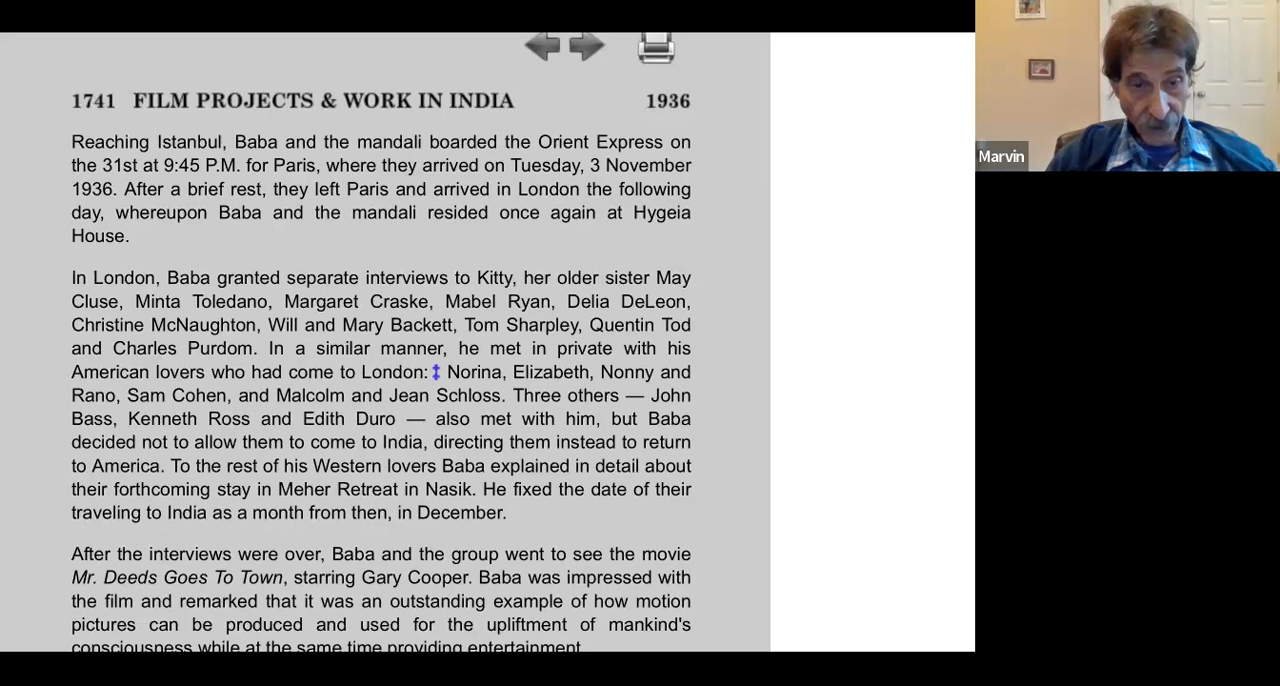 1741 FILM PROJECTS & WORK IN INDIA 1936
Reaching Istanbul, Baba and the mandali boarded the Orient Express on
the 31st at 9:45 P.M. for Paris, where they arrived on Tuesday, 3 November
1936. After a brief rest, they left Paris and arrived in London the following
day, whereupon Baba and the mandali resided once again at Hygeia
House.
In London, Baba granted separate interviews to Kitty, her older sister May
Cluse, Minta Toledano, Margaret Craske, Mabel Ryan, Delia DeLeon,
Christine McNaughton, Will and Mary Backett, Tom Sharpley, Quentin Tod
and Charles Purdom. In a similar manner, he met in private with his
American lovers who had come to London:‡ Norina, Elizabeth, Nonny and
Rano, Sam Cohen, and Malcolm and Jean Schloss. Three others — John
Bass, Kenneth Ross and Edith Duro — also met with him, but Baba
decided not to allow them to come to India, directing them instead to return
to America. To the rest of his Western lovers Baba explained in detail about
their forthcoming stay in Meher Retreat in Nasik. He fixed the date of their
traveling to India as a month from then, in December.
After the interviews were over, Baba and the group went to see the movie
Mr. Deeds Goes To Town, starring Gary Cooper. Baba was impressed with
the film and remarked that it was an outstanding example of how motion
pictures can be produced and used for the upliftment of mankind's
consciousness while at the same time providing entertainment.
Marvin